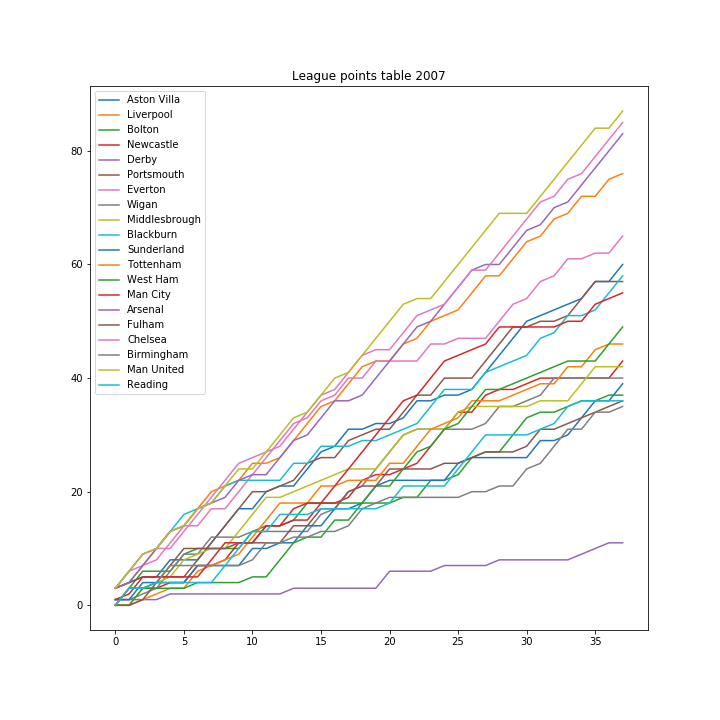 League points table 2007
Aston Villa
Liverpool
Bolton
Newcastle
Derby
Portsmouth
Everton
Wigan
Middlesbrough
Blackburn
Sunderland
Tottenham
West Ham
Man City
Arsenal
Fulham
Chelsea
Birmingham
Man United
Reading
80
60
40
20
0
0 5 10 15 20 25 30 35